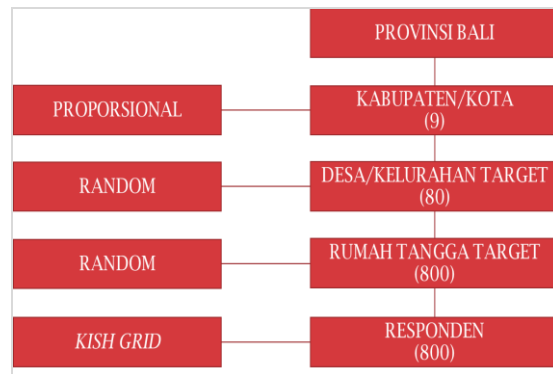 PROVINSI BALI
PROPORSIONAL
KABUPATEN/KOTA
(9)
RANDOM
DESA/KELURAHAN TARGET
(80)
RANDOM
RUMAH TANGGA TARGET
(800)
KISH GRID
RESPONDEN
(800)